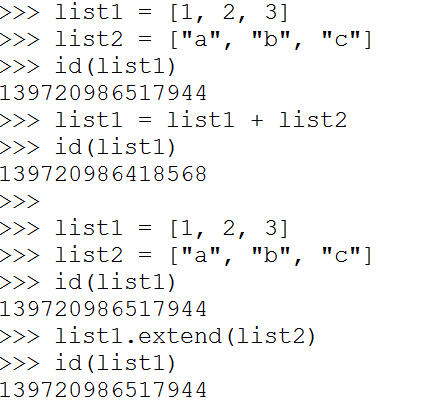 >>> list1 = [1, 2, 3]
>>> list2 = ["a", "b", "c"]
>>> id(list1)
139720986517944
>>> list1 = list1 + list2
>>> id(list1)
139720986418568
>>>
>>> list1 = [1, 2, 3]
>>> list2 = ["a", "b", "c"]
>>> id(list1)
139720986517944
>>> list1.extend(list2)
>>> id(list1)
139720986517944